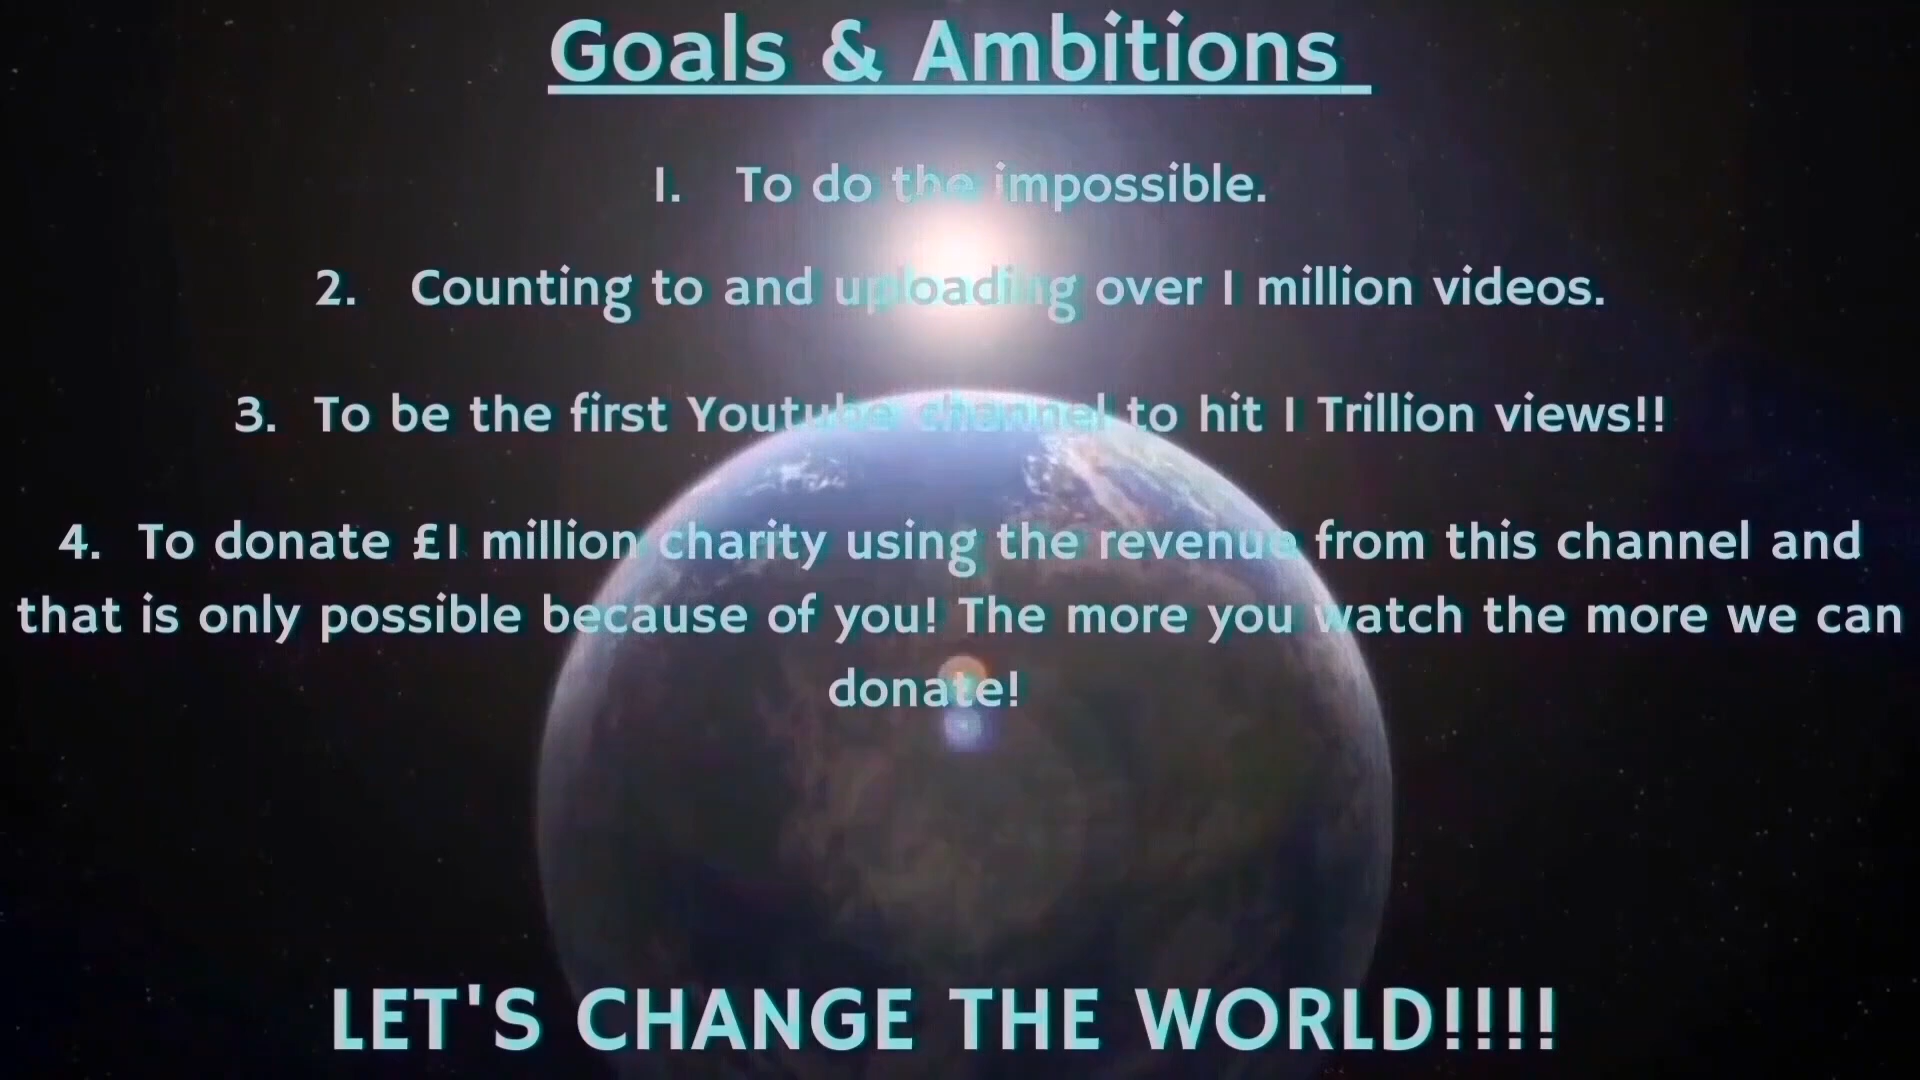 Goals & Ambitions
1. To do the impossible.
2. Counting to and uploading over 1 million videos.
3. To be the first Youtube channel to hit 1 Trillion views!!
4. To donate £1 million charity using the revenue from this channel and
that is only possible because of you! The more you watch the more we can
donate!
LET'S CHANGE THE WORLD!!!!